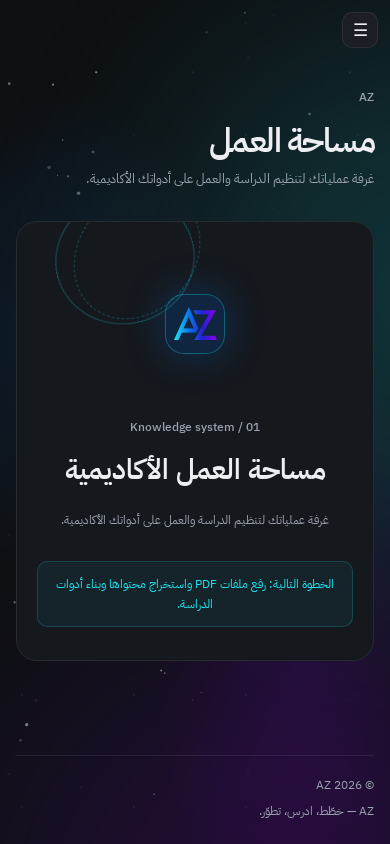 ☰
AZ
مساحة العمل
غرفة عملياتك لتنظيم الدراسة والعمل على أدواتك الأكاديمية.
AZ
Knowledge system / 01
مساحة العمل الأكاديمية
غرفة عملياتك لتنظيم الدراسة والعمل على أدواتك الأكاديمية.
الخطوة التالية: رفع ملفات PDF واستخراج محتواها وبناء أدوات
الدراسة.
© 2026 AZ
AZ — خطّط، ادرس، تطوّر.